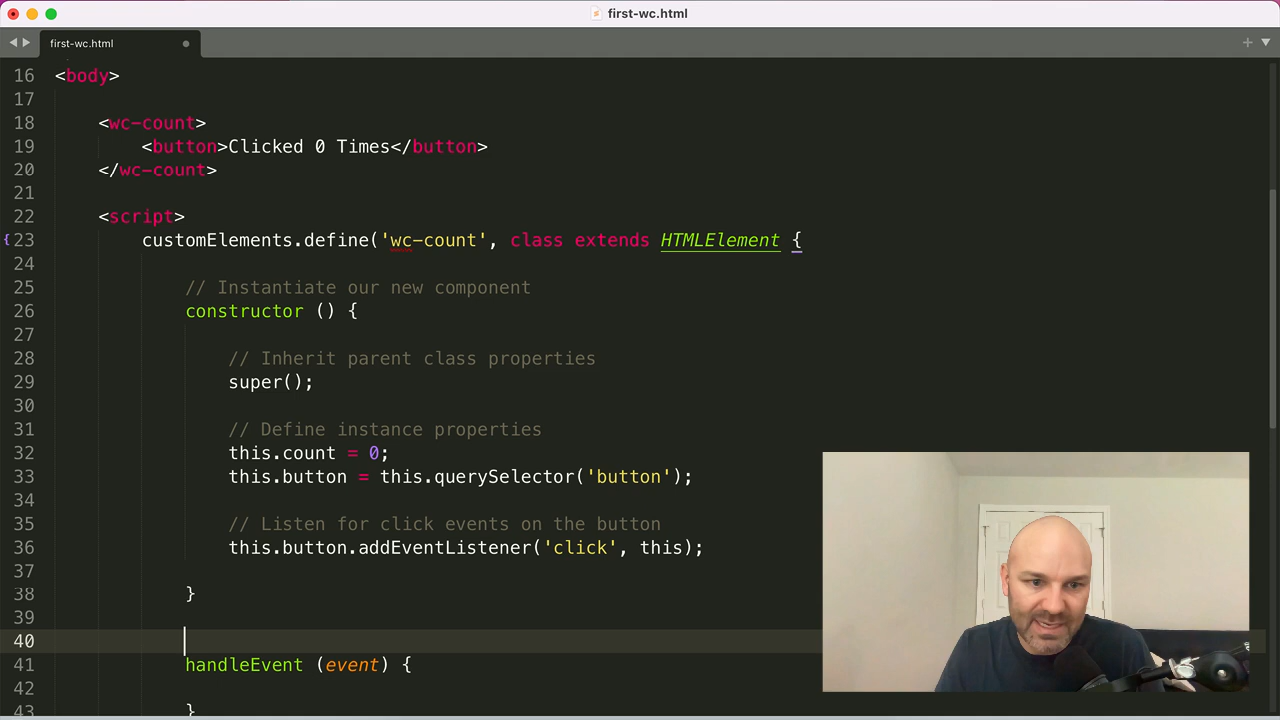 first-wc.html
first-wc.html
16 <body>
17
18 <wc-count>
19 <button>Clicked 0 Times</button>
20 </wc-count>
21
22 <script>
{ 23 customElements.define('wc-count', class extends HTMLElement {
24
25 // Instantiate our new component
26 constructor () {
27
28 // Inherit parent class properties
29 super();
30
31 // Define instance properties
32 this.count = 0;
33 this.button = this.querySelector('button');
34
35 // Listen for click events on the button
36 this.button.addEventListener('click', this);
37
38 }
39
40
41 handleEvent (event) {
42
43 }